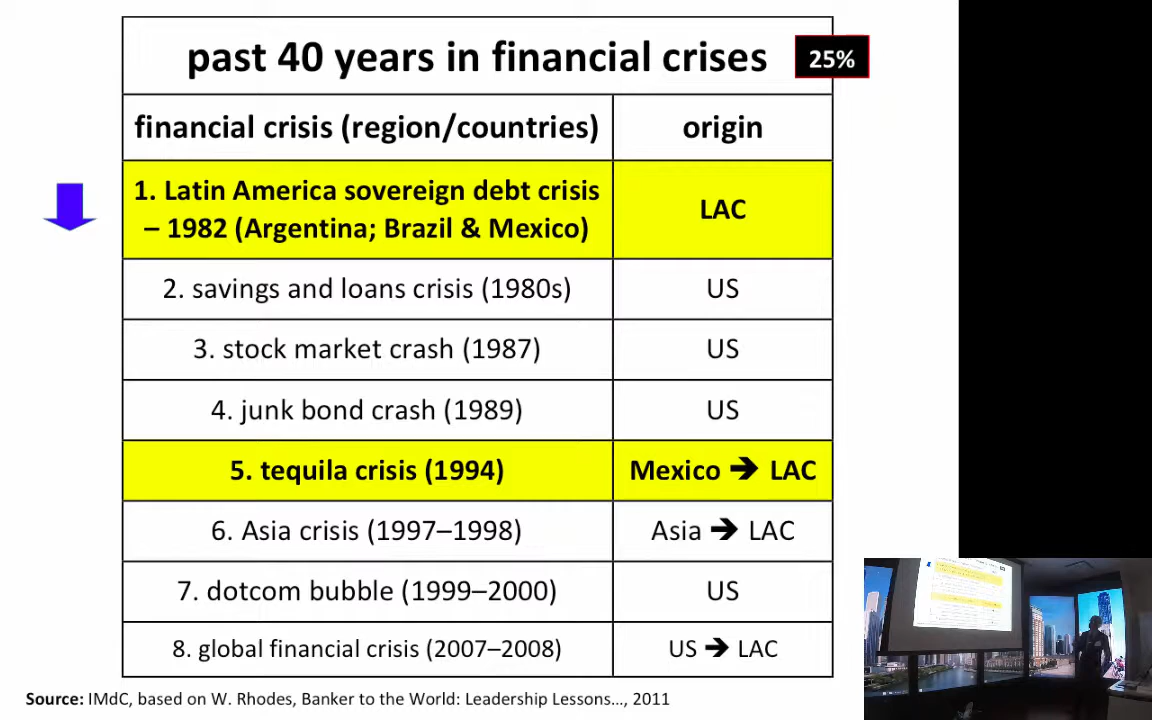 past 40 years in financial crises
25%
financial crisis (region/countries)
origin
1. Latin America sovereign debt crisis
– 1982 (Argentina; Brazil & Mexico)
LAC
2. savings and loans crisis (1980s)
US
3. stock market crash (1987)
US
4. junk bond crash (1989)
US
5. tequila crisis (1994)
Mexico ➔ LAC
6. Asia crisis (1997–1998)
Asia ➔ LAC
7. dotcom bubble (1999–2000)
US
8. global financial crisis (2007–2008)
US ➔ LAC
Source: IMdC, based on W. Rhodes, Banker to the World: Leadership Lessons…, 2011